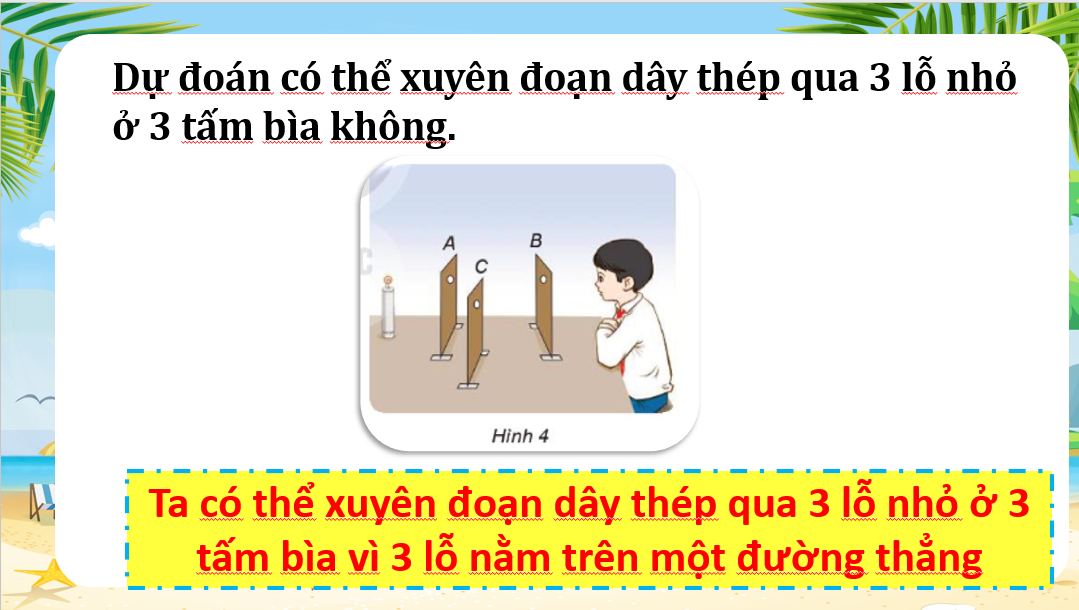 Dự đoán có thể xuyên đoạn dây thép qua 3 lỗ nhỏ
ở 3 tấm bìa không.
A
B
C
Hình 4
Ta có thể xuyên đoạn dây thép qua 3 lỗ nhỏ ở 3
tấm bìa vì 3 lỗ nằm trên một đường thẳng